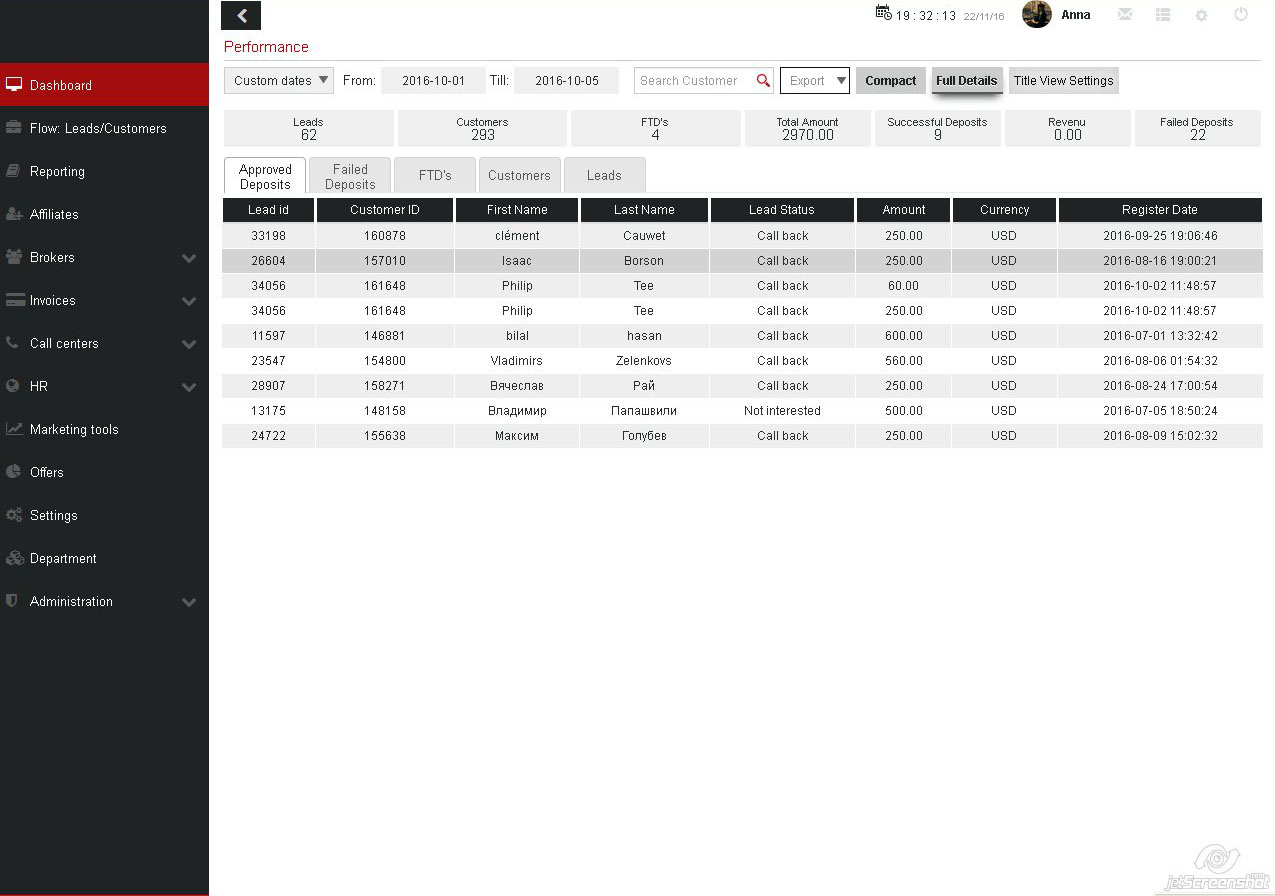 19 : 32 : 13 22/11/16 Anna
Performance
Custom dates From: 2016-10-01 Till: 2016-10-05 Search Customer Export Compact Full Details Title View Settings
Leads Customers FTD's Total Amount Successful Deposits Revenu Failed Deposits
62 293 4 2970.00 9 0.00 22
Approved Deposits Failed Deposits FTD's Customers Leads
Lead id Customer ID First Name Last Name Lead Status Amount Currency Register Date
33198 160878 clément Cauwet Call back 250.00 USD 2016-09-25 19:06:46
26604 157010 Isaac Borson Call back 250.00 USD 2016-08-16 19:00:21
34056 161648 Philip Tee Call back 60.00 USD 2016-10-02 11:48:57
34056 161648 Philip Tee Call back 250.00 USD 2016-10-02 11:48:57
11597 146881 bilal hasan Call back 600.00 USD 2016-07-01 13:32:42
23547 154800 Vladimirs Zelenkovs Call back 560.00 USD 2016-08-06 01:54:32
28907 158271 Вячеслав Рай Call back 250.00 USD 2016-08-24 17:00:54
13175 148158 Владимир Папашвили Not interested 500.00 USD 2016-07-05 18:50:24
24722 155638 Максим Голубев Call back 250.00 USD 2016-08-09 15:02:32
Dashboard
Flow: Leads/Customers
Reporting
Affiliates
Brokers
Invoices
Call centers
HR
Marketing tools
Offers
Settings
Department
Administration
jetScreenshot